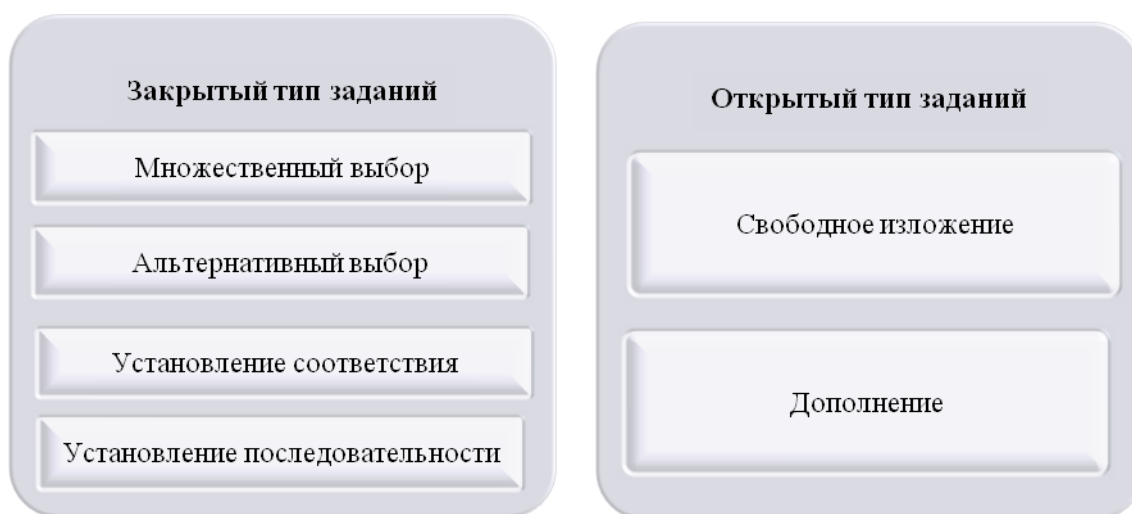 Закрытый тип заданий
Множественный выбор
Альтернативный выбор
Установление соответствия
Установление последовательности
Открытый тип заданий
Свободное изложение
Дополнение